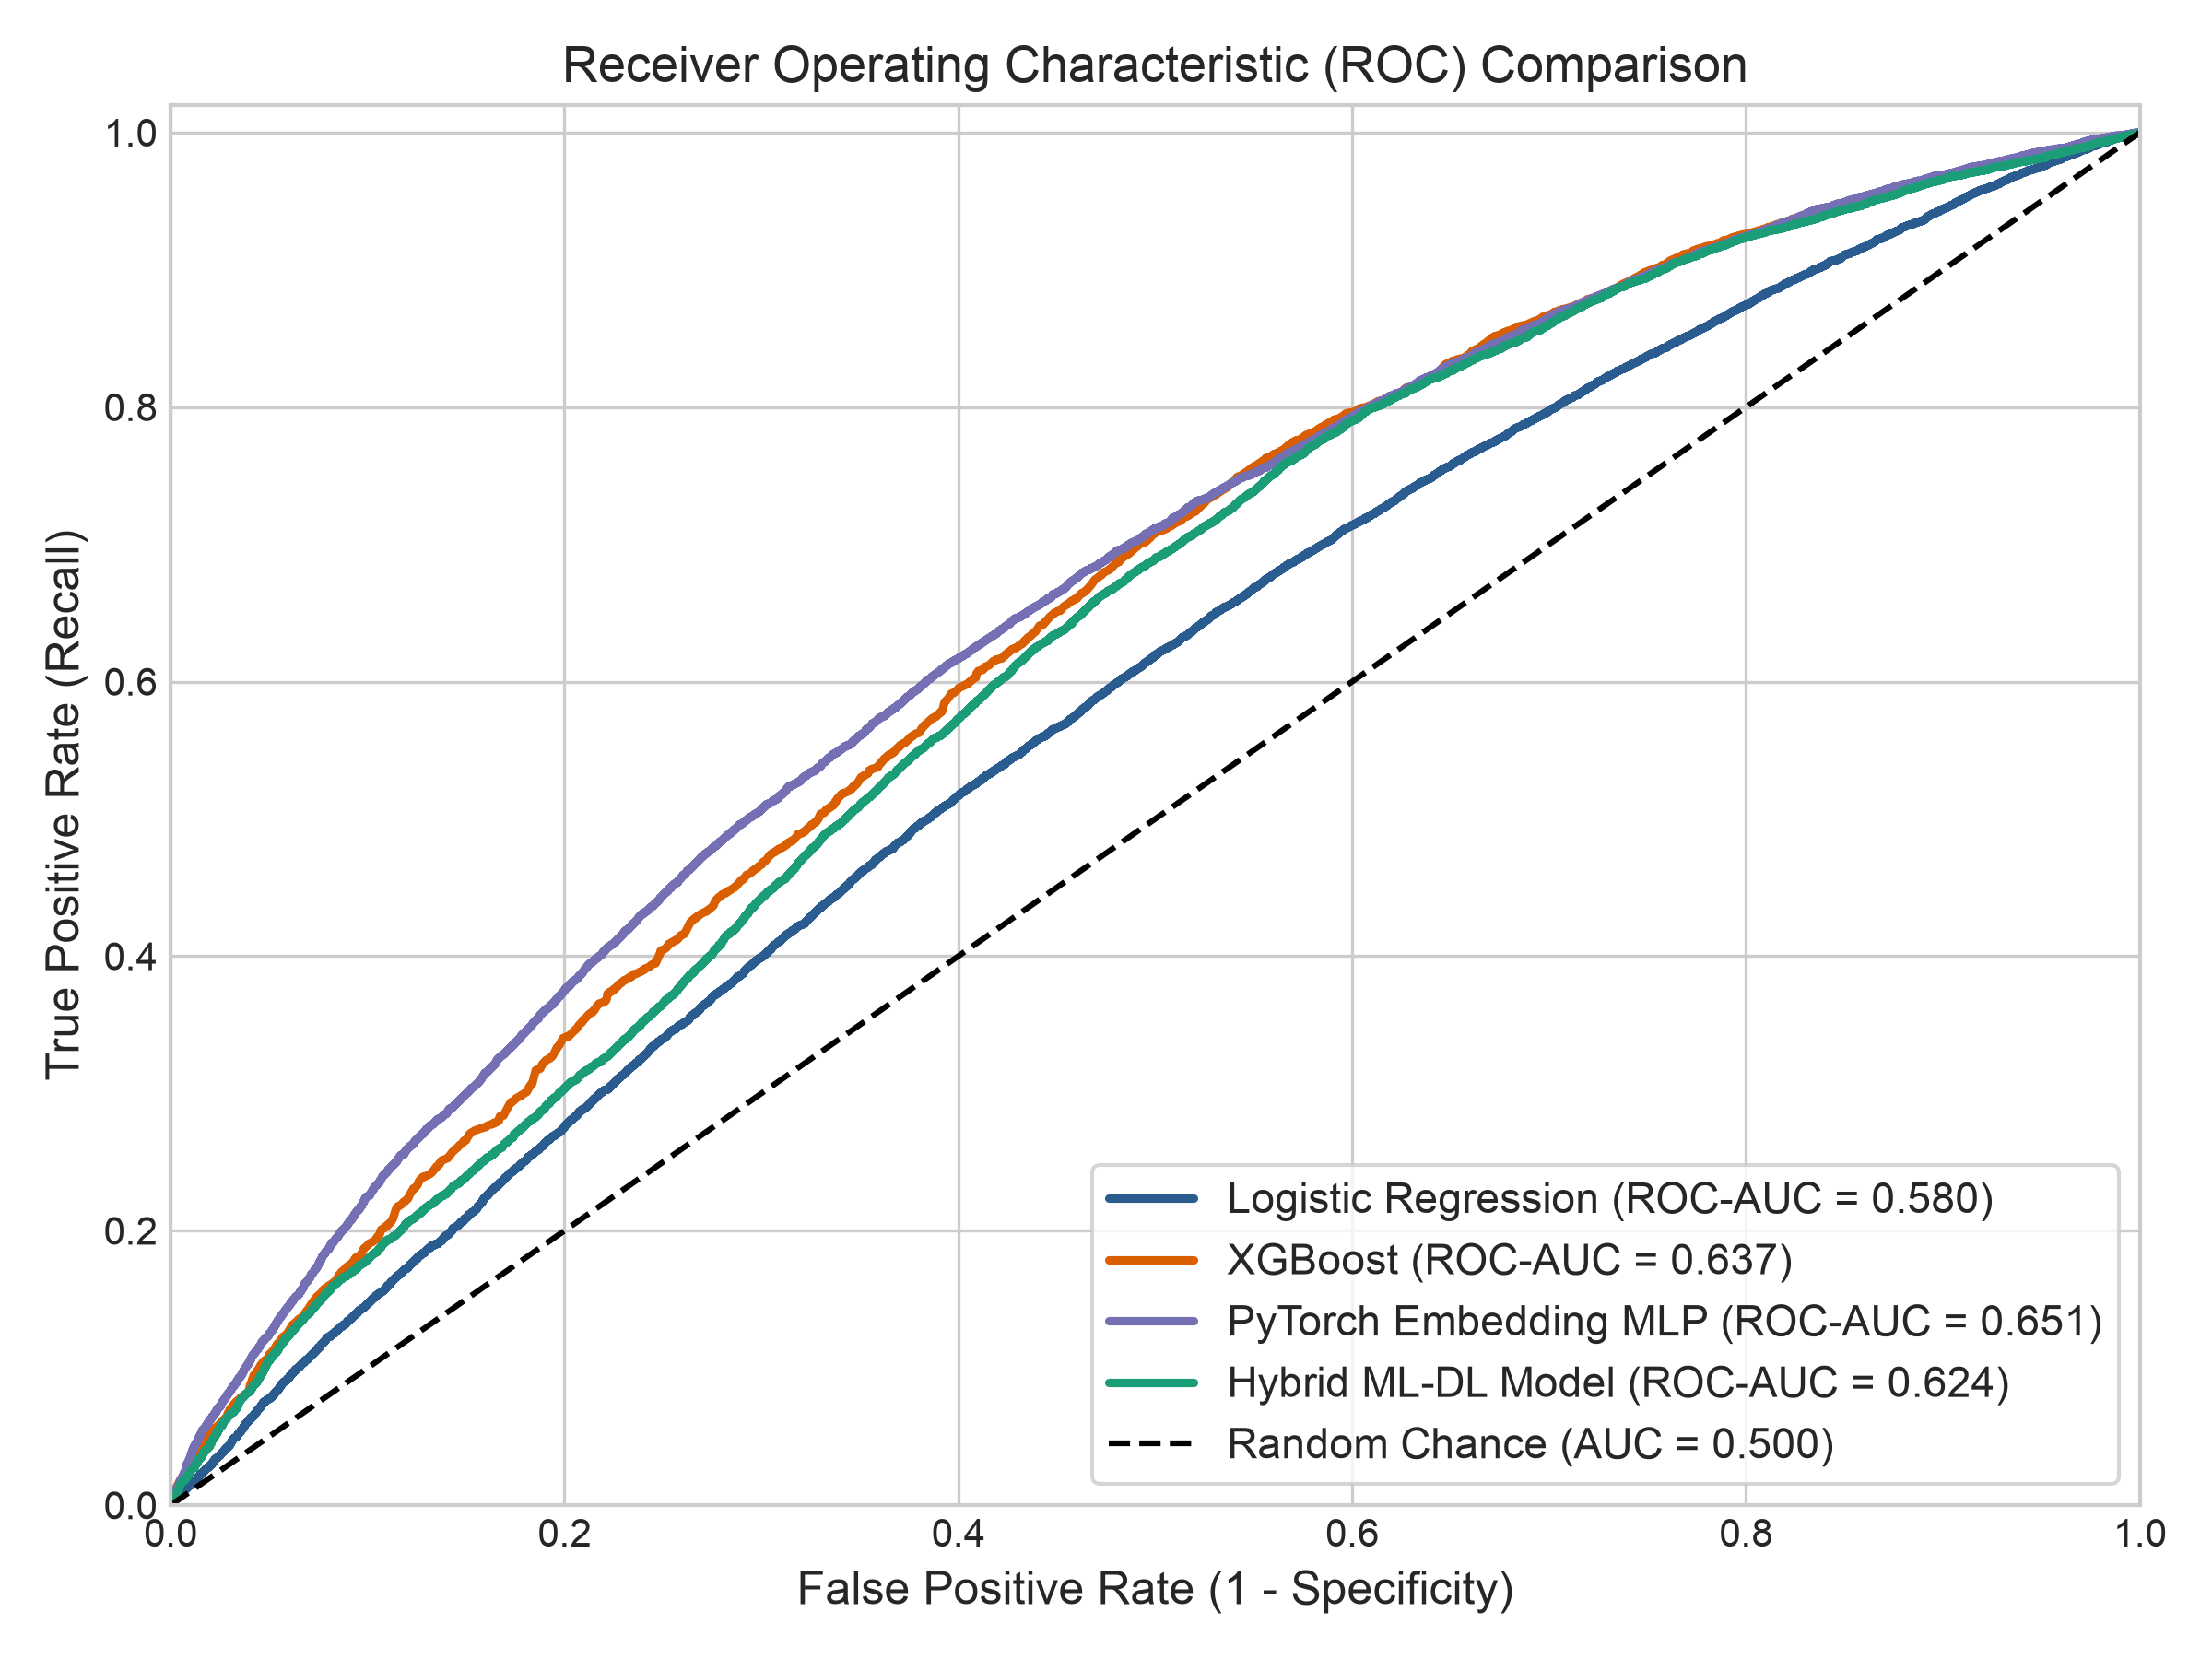 Receiver Operating Characteristic (ROC) Comparison
1.0
0.8
0.6
0.4
0.2
0.0
True Positive Rate (Recall)
Logistic Regression (ROC-AUC = 0.580)
XGBoost (ROC-AUC = 0.637)
PyTorch Embedding MLP (ROC-AUC = 0.651)
Hybrid ML-DL Model (ROC-AUC = 0.624)
Random Chance (AUC = 0.500)
0.0 0.2 0.4 0.6 0.8 1.0
False Positive Rate (1 - Specificity)